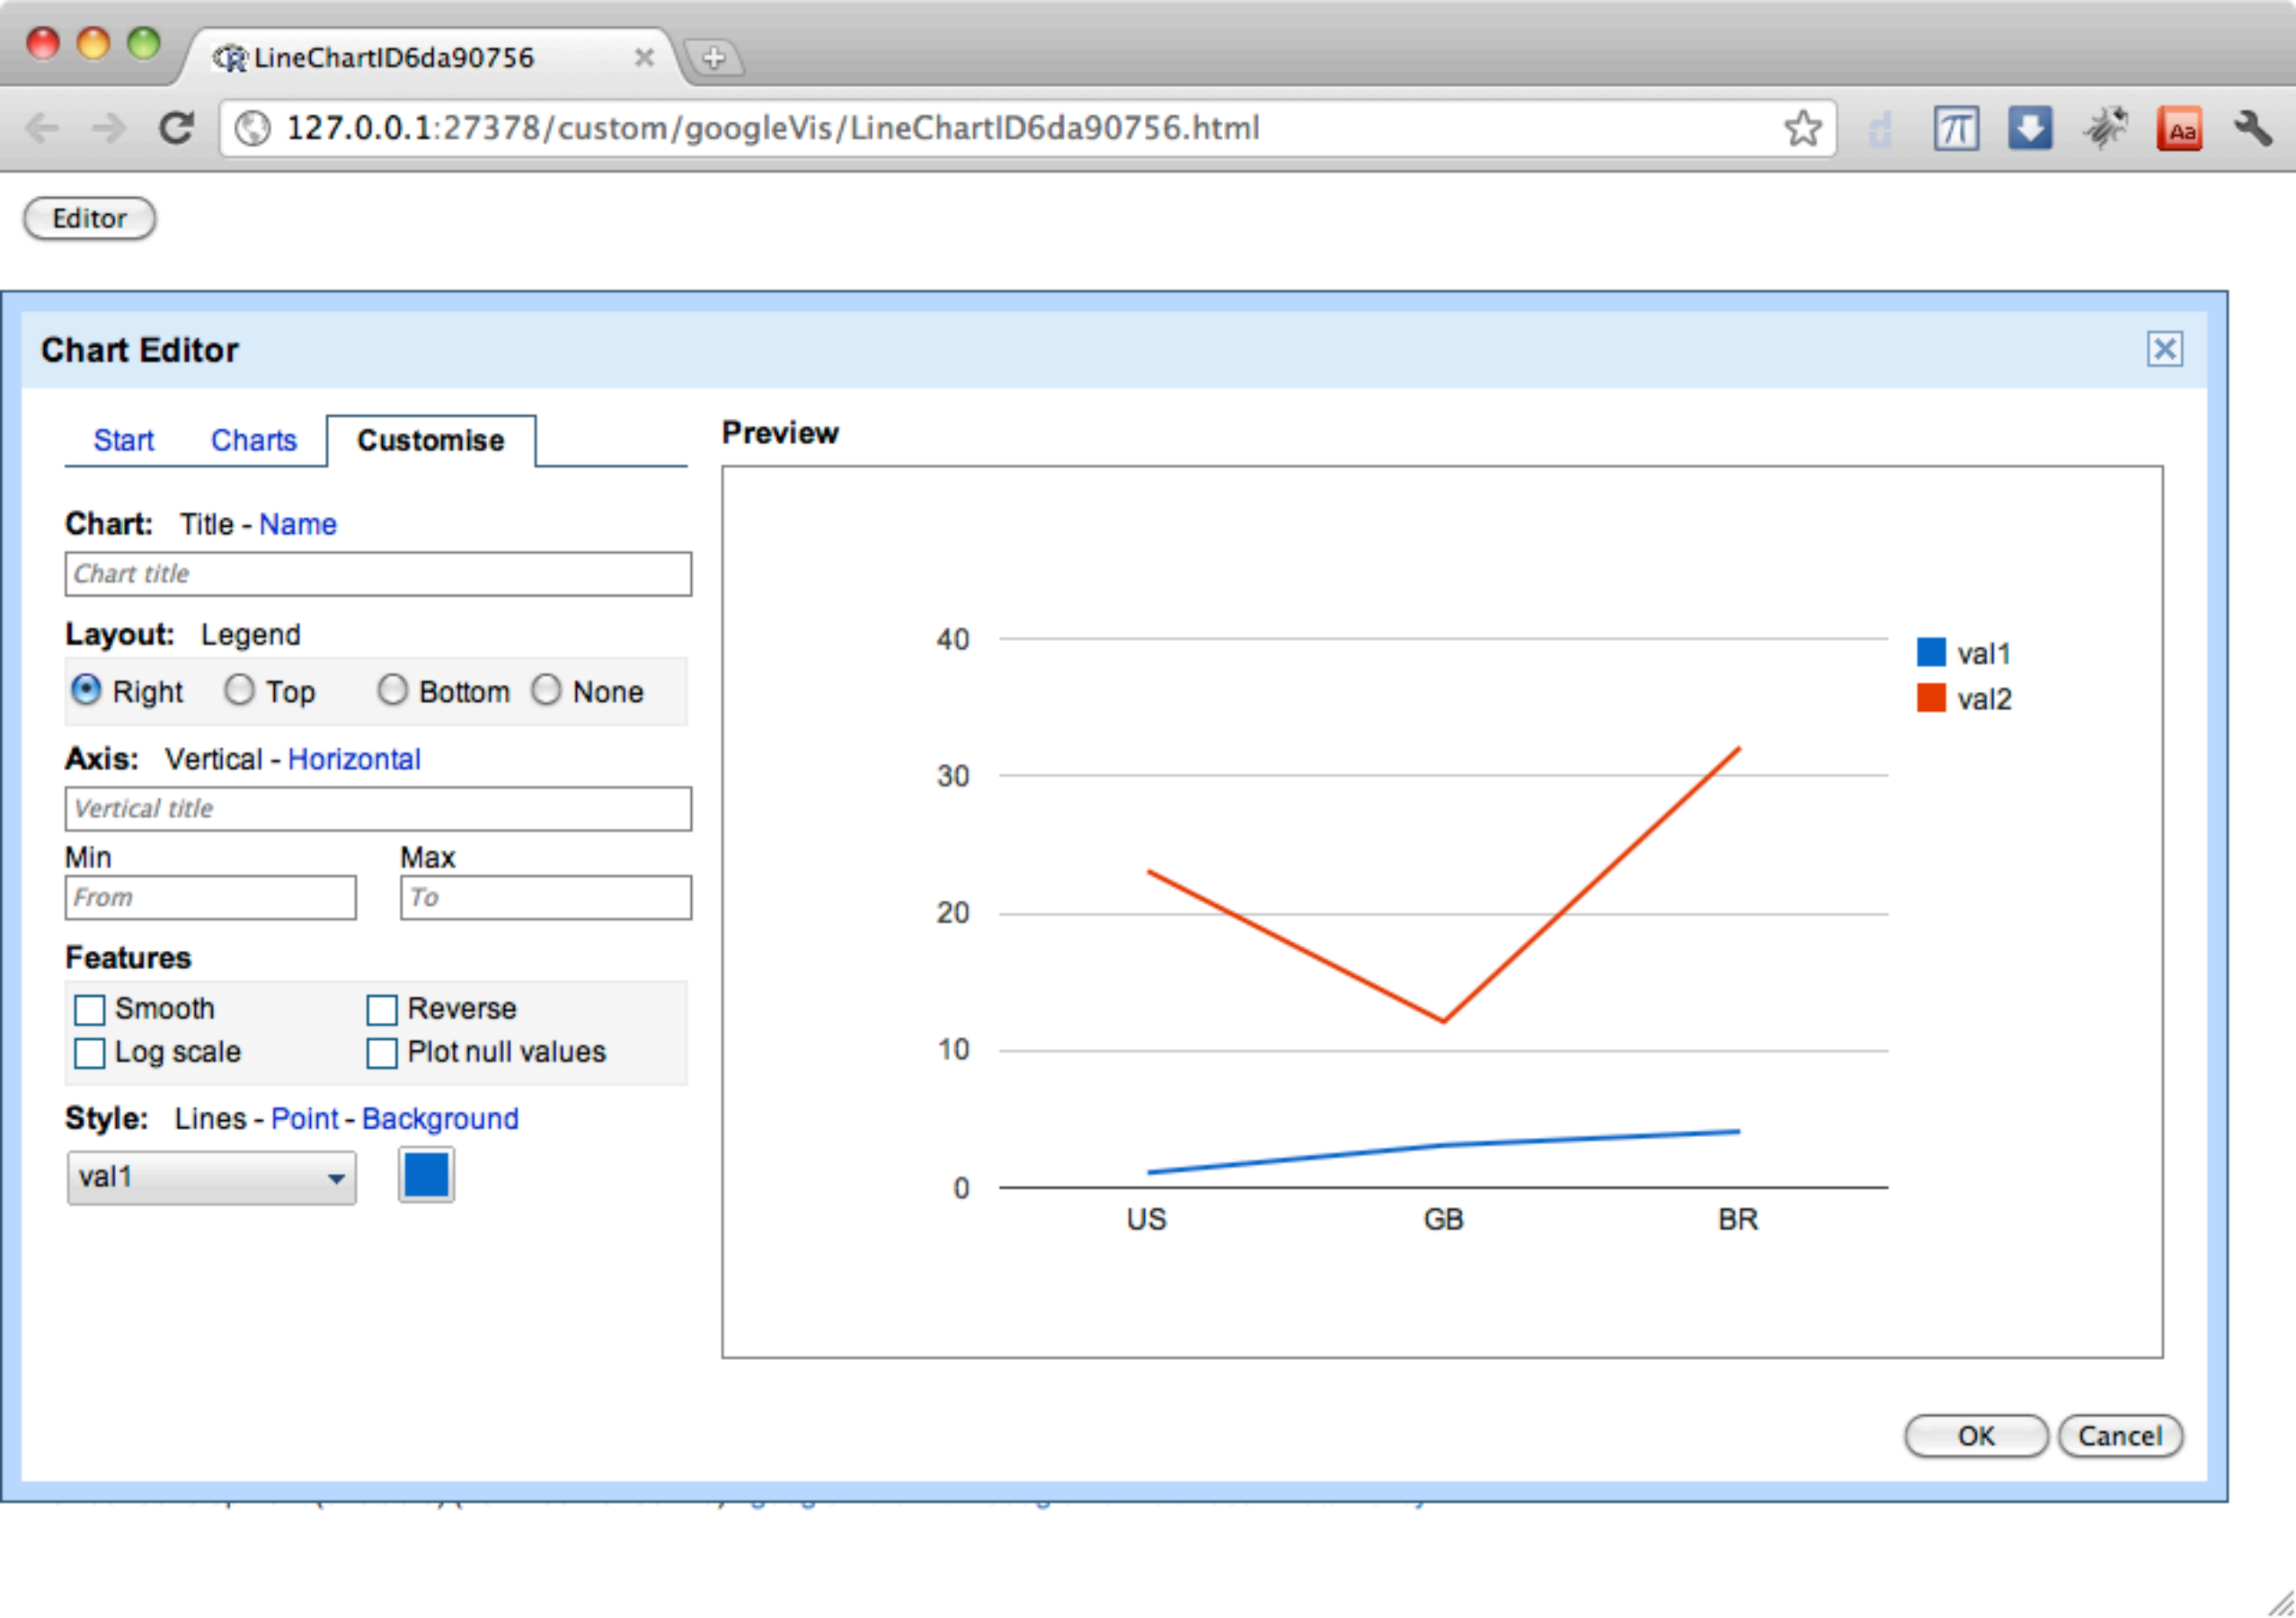 LineChartID6da90756
127.0.0.1:27378/custom/googleVis/LineChartID6da90756.html
π
Aa
Editor
Chart Editor
Start Charts Customise
Chart: Title - Name
Chart title
Layout: Legend
Right Top Bottom None
Axis: Vertical - Horizontal
Vertical title
Min Max
From To
Features
Smooth Reverse
Log scale Plot null values
Style: Lines - Point - Background
val1
Preview
40
30
20
10
0
US GB BR
val1
val2
OK Cancel